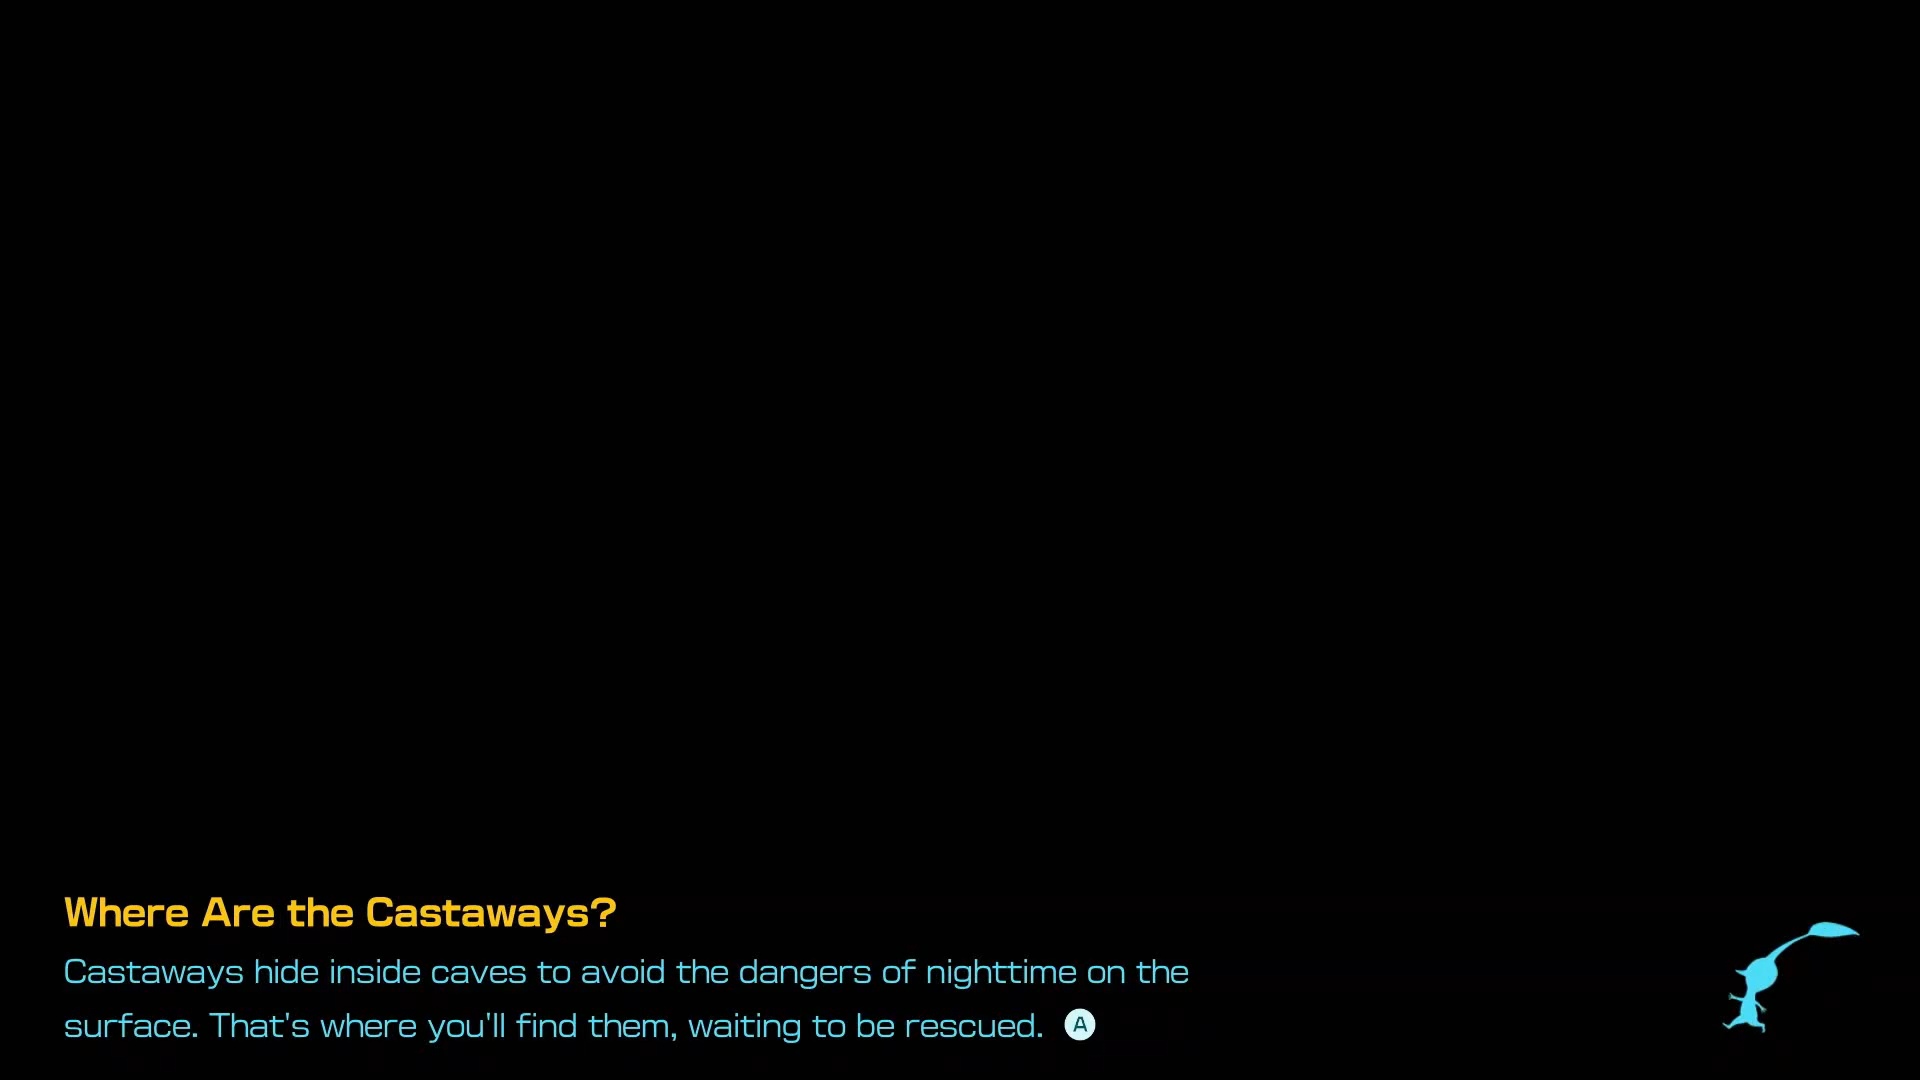 Where Are the Castaways?
Castaways hide inside caves to avoid the dangers of nighttime on the
surface. That's where you'll find them, waiting to be rescued. A